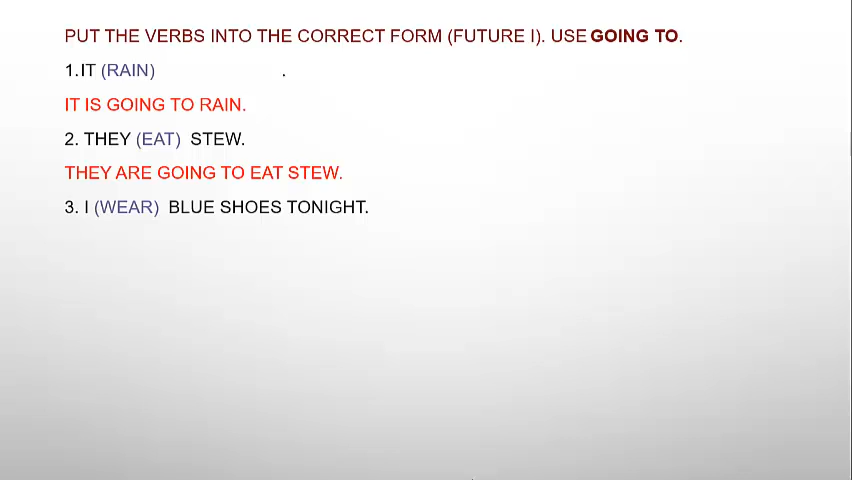 PUT THE VERBS INTO THE CORRECT FORM (FUTURE I). USE GOING TO.
1.IT (RAIN) .
IT IS GOING TO RAIN.
2. THEY (EAT) STEW.
THEY ARE GOING TO EAT STEW.
3. I (WEAR) BLUE SHOES TONIGHT.